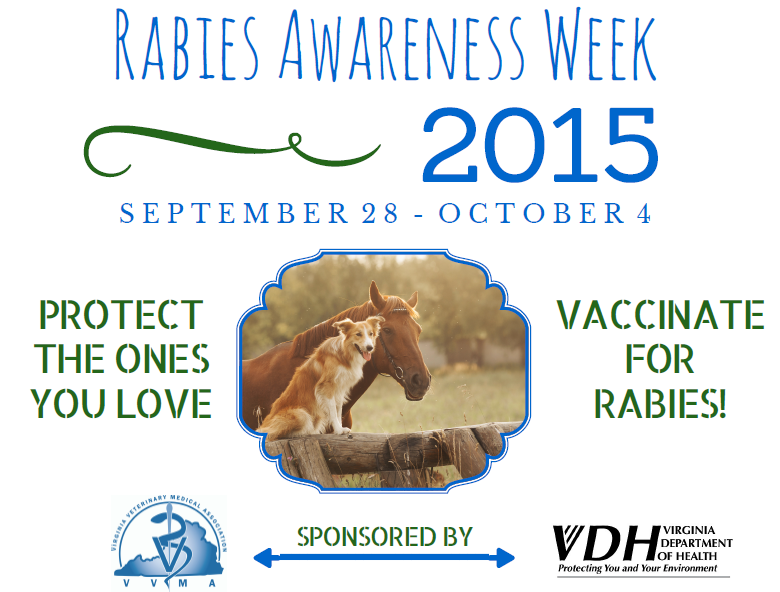 RABIES AWARENESS WEEK
2015
SEPTEMBER 28 - OCTOBER 4
PROTECT
THE ONES
YOU LOVE
VACCINATE
FOR
RABIES!
VIRGINIA VETERINARY MEDICAL ASSOCIATION
V V M A
SPONSORED BY
VDH VIRGINIA
DEPARTMENT
OF HEALTH
Protecting You and Your Environment